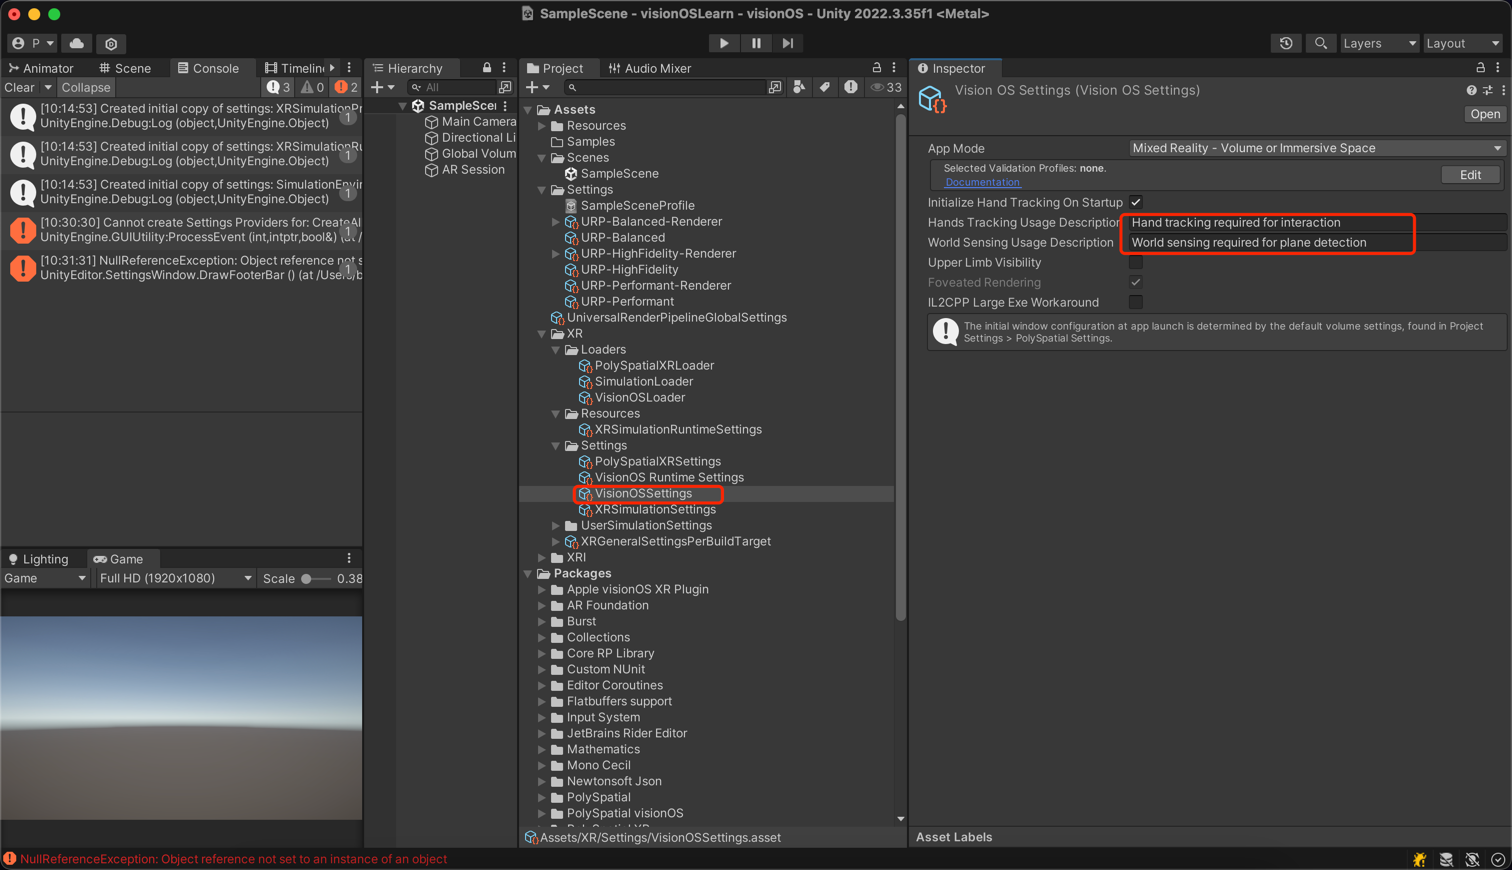 SampleScene - visionOSLearn - visionOS - Unity 2022.3.35f1 <Metal>
P
Layers
Layout
Animator
Scene
Console
Timelin
Clear
Collapse
3
0
2
[10:14:53] Created initial copy of settings: XRSimulationPr
UnityEngine.Debug:Log (object,UnityEngine.Object)
1
[10:14:53] Created initial copy of settings: XRSimulationRu
UnityEngine.Debug:Log (object,UnityEngine.Object)
1
[10:14:53] Created initial copy of settings: SimulationEnvir
UnityEngine.Debug:Log (object,UnityEngine.Object)
1
[10:30:30] Cannot create Settings Providers for: CreateAl
UnityEngine.GUIUtility:ProcessEvent (int,intptr,bool&) (at /
1
[10:31:31] NullReferenceException: Object reference not s
UnityEditor.SettingsWindow.DrawFooterBar () (at /Users/b
1
Lighting
Game
Game
Full HD (1920x1080)
Scale
0.38
Hierarchy
All
SampleScei
Main Camera
Directional Li
Global Volum
AR Session
Project
Audio Mixer
33
Assets
Resources
Samples
Scenes
SampleScene
Settings
SampleSceneProfile
URP-Balanced-Renderer
URP-Balanced
URP-HighFidelity-Renderer
URP-HighFidelity
URP-Performant-Renderer
URP-Performant
UniversalRenderPipelineGlobalSettings
XR
Loaders
PolySpatialXRLoader
SimulationLoader
VisionOSLoader
Resources
XRSimulationRuntimeSettings
Settings
PolySpatialXRSettings
VisionOS Runtime Settings
VisionOSSettings
XRSimulationSettings
UserSimulationSettings
XRGeneralSettingsPerBuildTarget
XRI
Packages
Apple visionOS XR Plugin
AR Foundation
Burst
Collections
Core RP Library
Custom NUnit
Editor Coroutines
Flatbuffers support
Input System
JetBrains Rider Editor
Mathematics
Mono Cecil
Newtonsoft Json
PolySpatial
PolySpatial visionOS
PolySpatial XR
Assets/XR/Settings/VisionOSSettings.asset
Inspector
Vision OS Settings (Vision OS Settings)
Open
App Mode
Mixed Reality - Volume or Immersive Space
Selected Validation Profiles: none.
Documentation
Edit
Initialize Hand Tracking On Startup
Hands Tracking Usage Description
Hand tracking required for interaction
World Sensing Usage Description
World sensing required for plane detection
Upper Limb Visibility
Foveated Rendering
IL2CPP Large Exe Workaround
The initial window configuration at app launch is determined by the default volume settings, found in Project
Settings > PolySpatial Settings.
Asset Labels
NullReferenceException: Object reference not set to an instance of an object